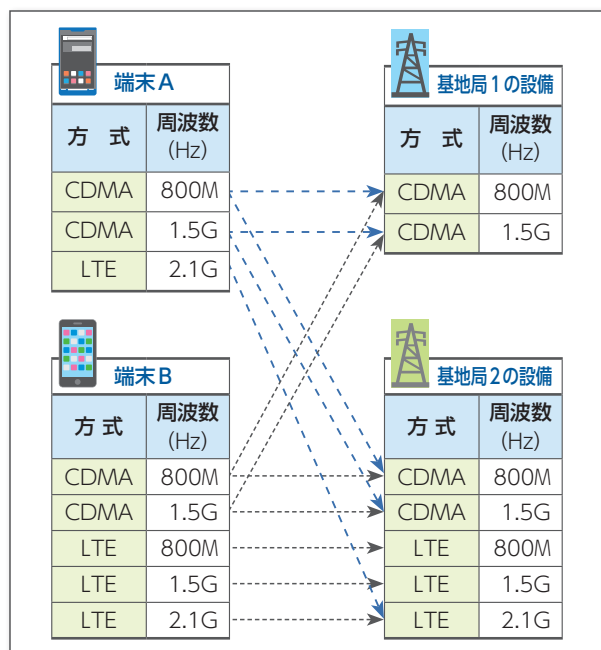 端末A
方 式 周波数
(Hz)
CDMA 800M
CDMA 1.5G
LTE 2.1G
基地局1の設備
方 式 周波数
(Hz)
CDMA 800M
CDMA 1.5G
端末B
方 式 周波数
(Hz)
CDMA 800M
CDMA 1.5G
LTE 800M
LTE 1.5G
LTE 2.1G
基地局2の設備
方 式 周波数
(Hz)
CDMA 800M
CDMA 1.5G
LTE 800M
LTE 1.5G
LTE 2.1G